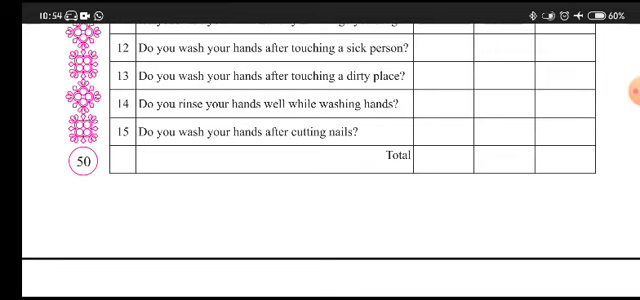 10:54 60%
12 Do you wash your hands after touching a sick person?
13 Do you wash your hands after touching a dirty place?
14 Do you rinse your hands well while washing hands?
15 Do you wash your hands after cutting nails?
50 Total